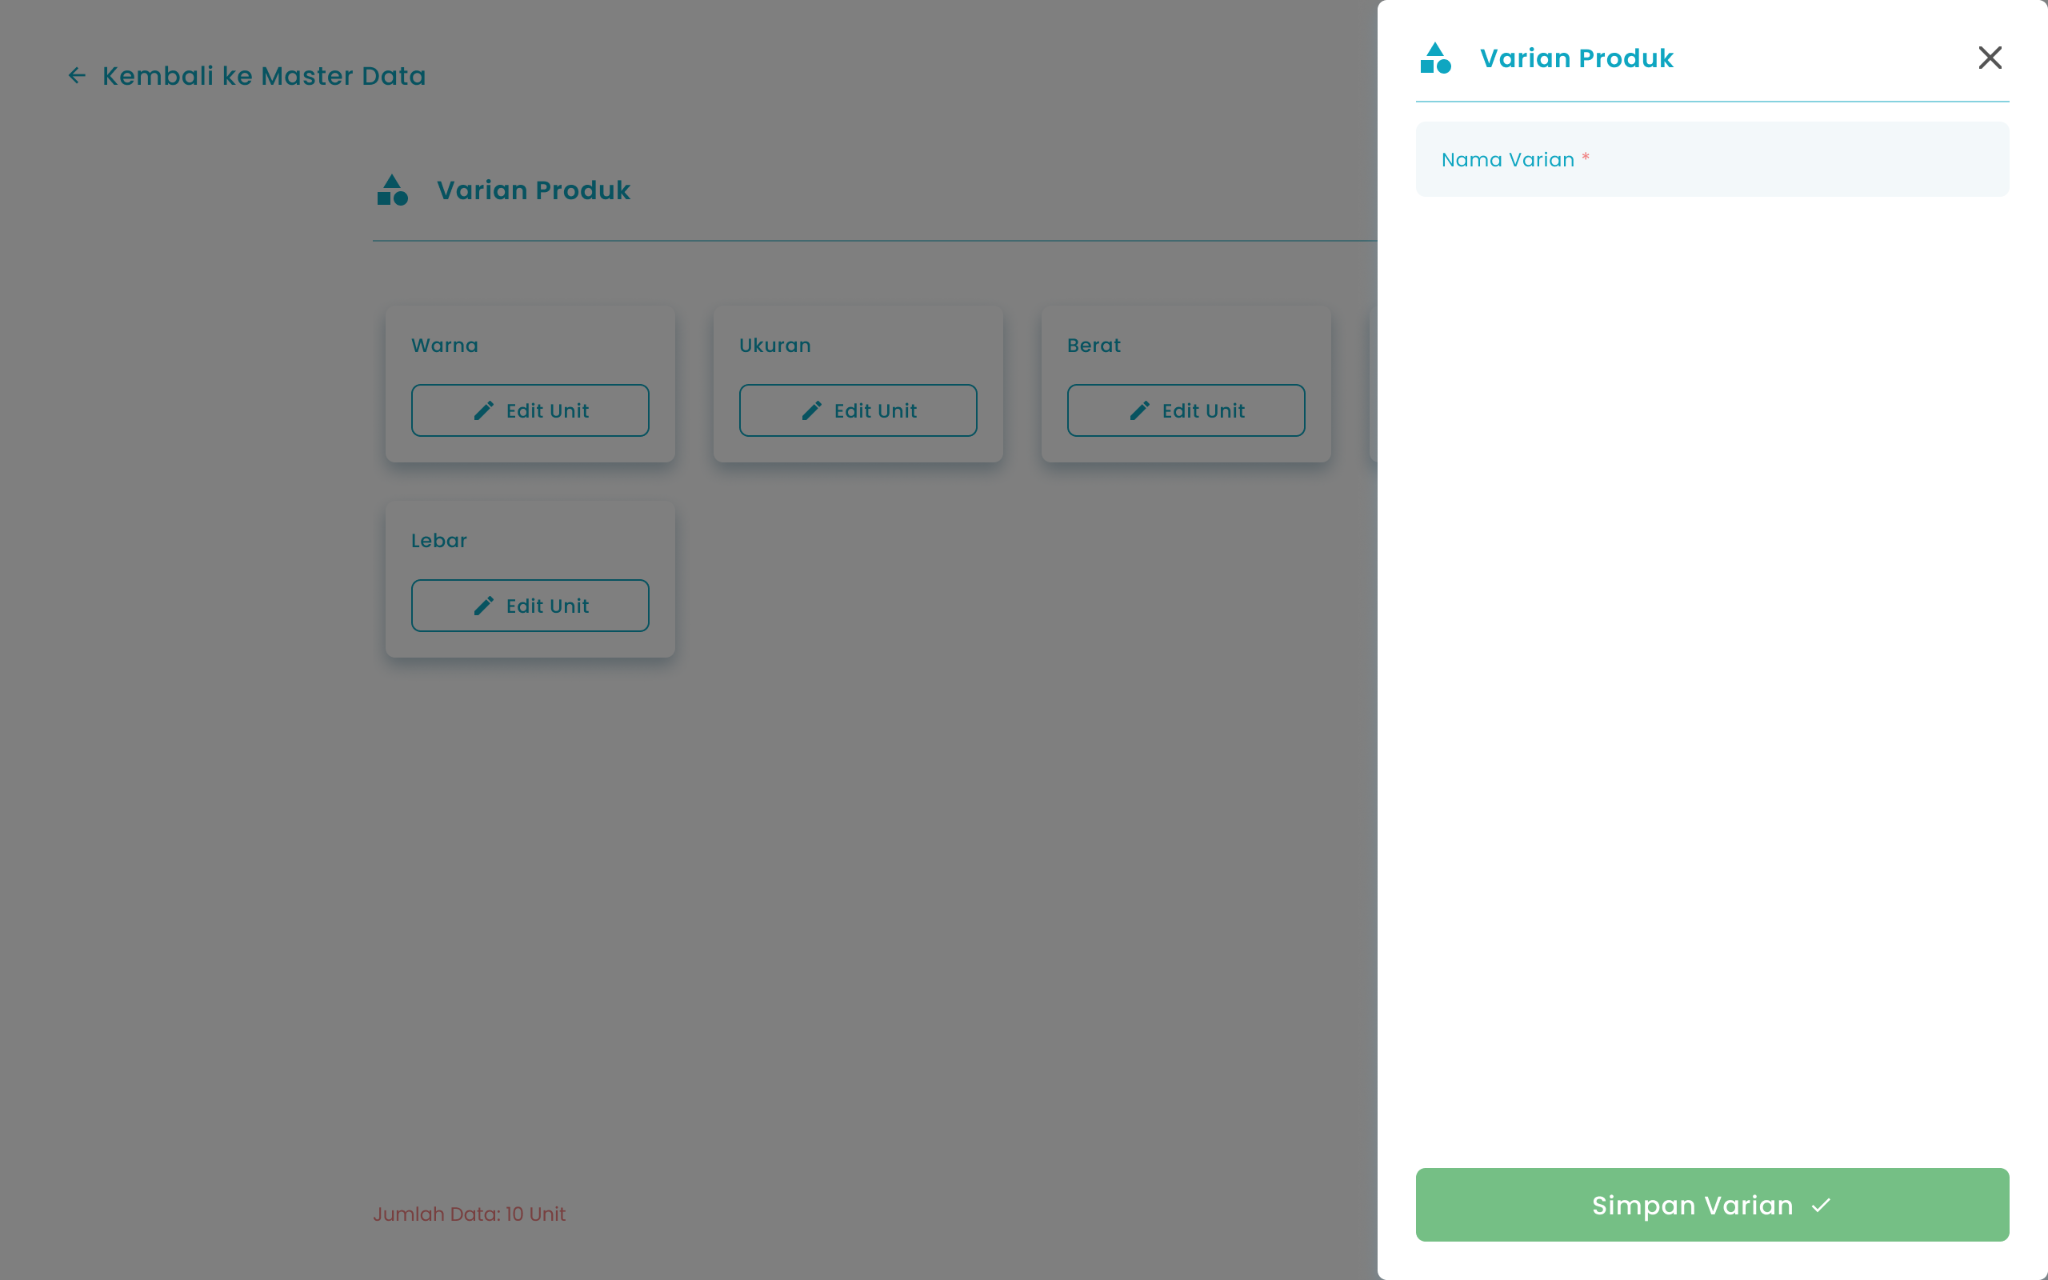 Kembali ke Master Data
Varian Produk
Warna
Edit Unit
Ukuran
Edit Unit
Berat
Edit Unit
Lebar
Edit Unit
Jumlah Data: 10 Unit
Varian Produk
Nama Varian *
Simpan Varian